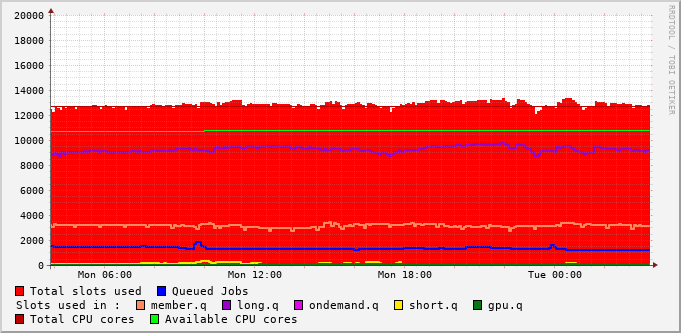 20000
18000
16000
14000
12000
10000
8000
6000
4000
2000
0
Mon 06:00 Mon 12:00 Mon 18:00 Tue 00:00
RRDTOOL / TOBI OETIKER
Total slots used Queued Jobs
Slots used in : member.q long.q ondemand.q short.q gpu.q
Total CPU cores Available CPU cores